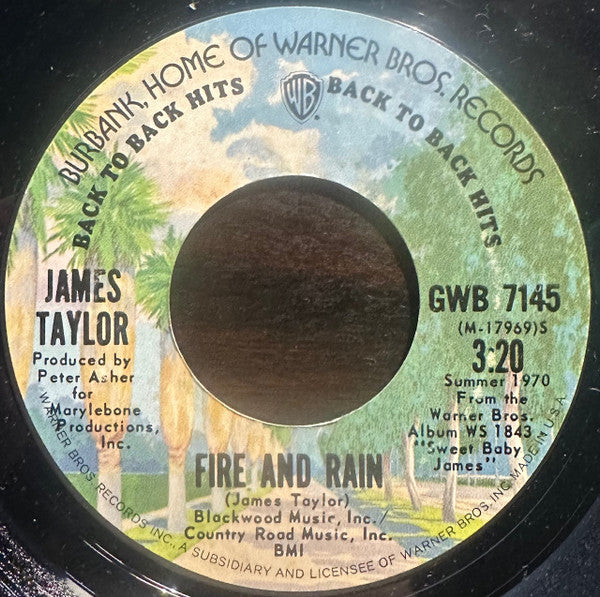 BURBANK, HOME OF WARNER BROS. RECORDS
BACK TO BACK HITS
WB
BACK TO BACK HITS
JAMES
TAYLOR
Produced by
Peter Asher
for
Marylebone
Productions,
Inc.
GWB 7145
(M-17969)S
3:20
Summer 1970
From the
Warner Bros.
Album WS 1843
"Sweet Baby
James"
FIRE AND RAIN
(James Taylor)
Blackwood Music, Inc./
Country Road Music, Inc.
BMI
WARNER BROS. RECORDS INC., A SUBSIDIARY AND LICENSEE OF WARNER BROS. INC. MADE IN U.S.A.